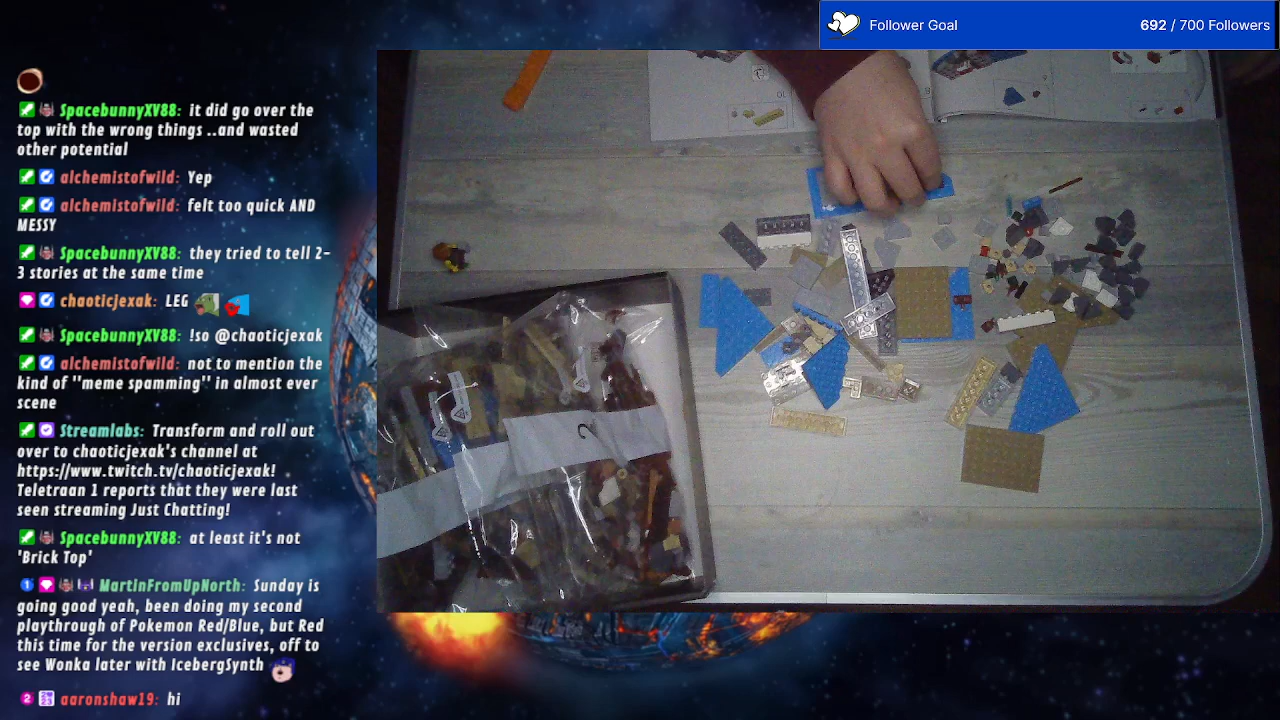 Follower Goal
692 / 700 Followers
SpacebunnyXV88: it did go over the
top with the wrong things ..and wasted
other potential
alchemistofwild: Yep
alchemistofwild: felt too quick AND
MESSY
SpacebunnyXV88: they tried to tell 2-
3 stories at the same time
chaoticjexak: LEG
SpacebunnyXV88: !so @chaoticjexak
alchemistofwild: not to mention the
kind of "meme spamming" in almost ever
scene
Streamlabs: Transform and roll out
over to chaoticjexak's channel at
https://www.twitch.tv/chaoticjexak!
Teletraan 1 reports that they were last
seen streaming Just Chatting!
SpacebunnyXV88: at least it's not
'Brick Top'
MartinFromUpNorth: Sunday is
going good yeah, been doing my second
playthrough of Pokemon Red/Blue, but Red
this time for the version exclusives, off to
see Wonka later with IcebergSynth
aaronshaw19: hi
2